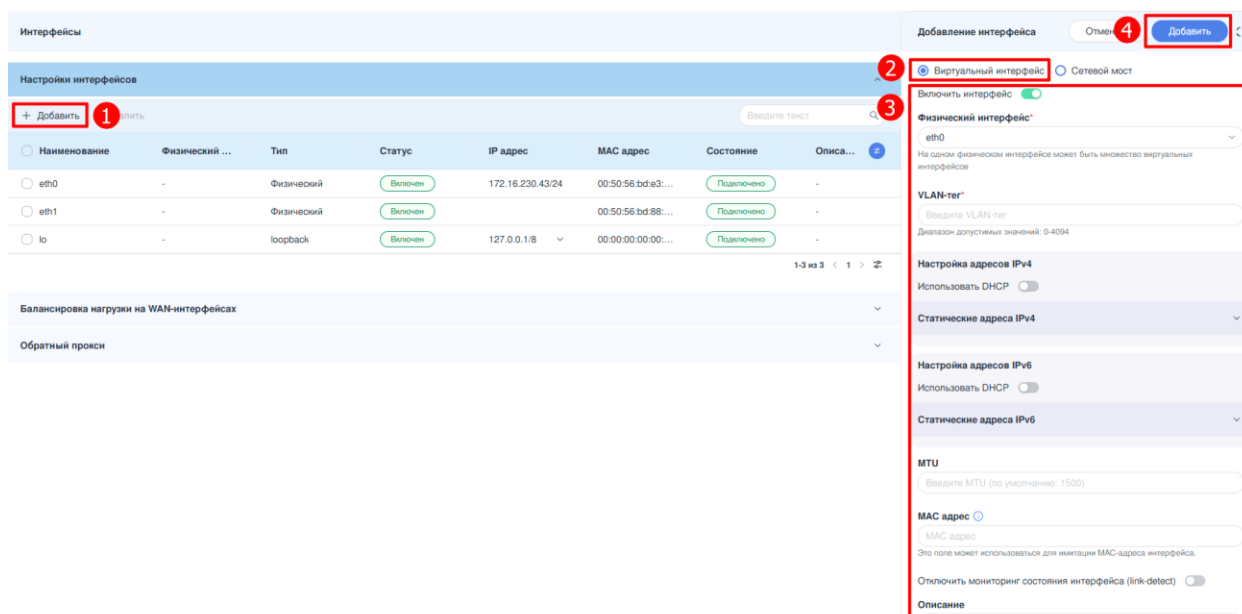 Интерфейсы
Настройки интерфейсов
+ Добавить
1
Введите текст
Наименование Физический ... Тип Статус IP адрес MAC адрес Состояние Описа...
eth0 - Физический Включен 172.16.230.43/24 00:50:56:bd:e3:... Подключено -
eth1 - Физический Включен 00:50:56:bd:88:... Подключено -
lo - loopback Включен 127.0.0.1/8 00:00:00:00:00:... Подключено -
1-3 из 3 < 1 >
Балансировка нагрузки на WAN-интерфейсах
Обратный прокси
Добавление интерфейса
4
Добавить
2
Виртуальный интерфейс Сетевой мост
3
Включить интерфейс
Физический интерфейс*
eth0
На одном физическом интерфейсе может быть множество виртуальных
интерфейсов
VLAN-тег*
Введите VLAN-тег
Диапазон допустимых значений: 0-4094
Настройка адресов IPv4
Использовать DHCP
Статические адреса IPv4
Настройка адресов IPv6
Использовать DHCP
Статические адреса IPv6
MTU
Введите MTU (по умолчанию: 1500)
MAC адрес
MAC адрес
Это поле может использоваться для имитации MAC-адреса интерфейса.
Отключить мониторинг состояния интерфейса (link-detect)
Описание